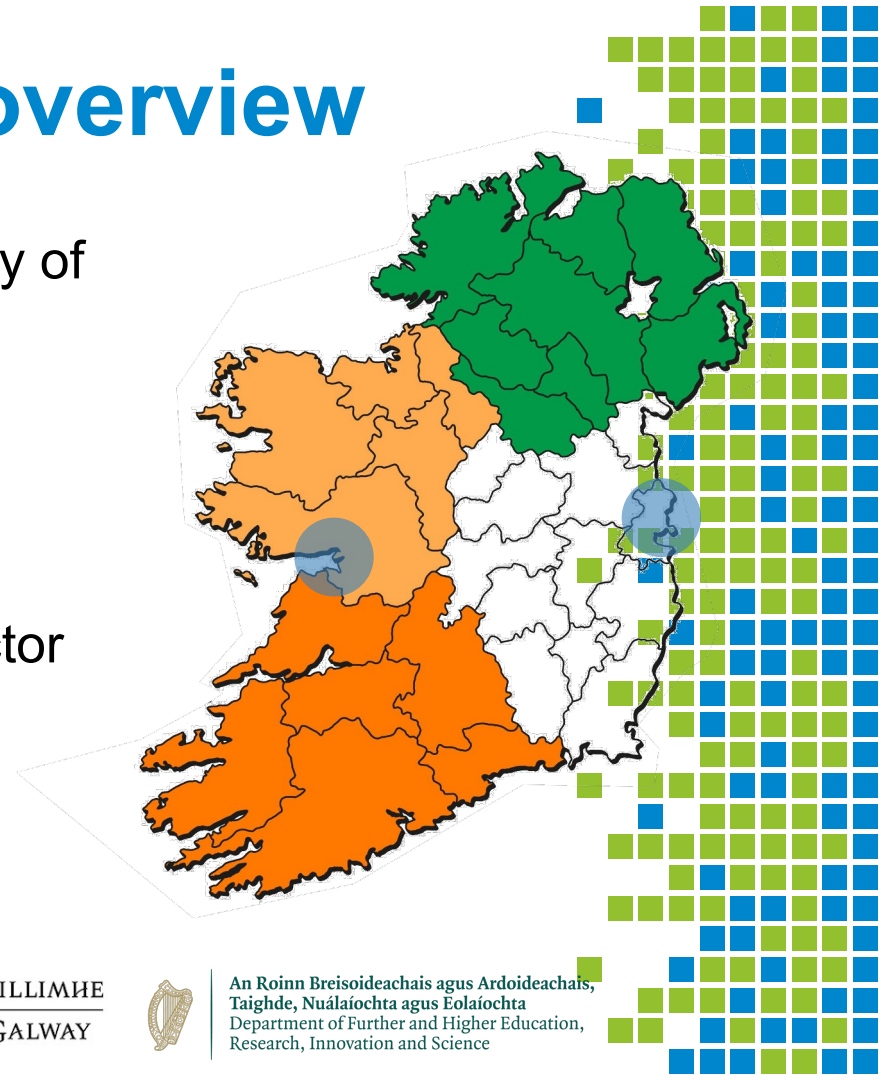 overview
y of
ctor
ILLIMHE
GALWAY
An Roinn Breisoideachais agus Ardoideachais,
Taighde, Nuálaíochta agus Eolaíochta
Department of Further and Higher Education,
Research, Innovation and Science